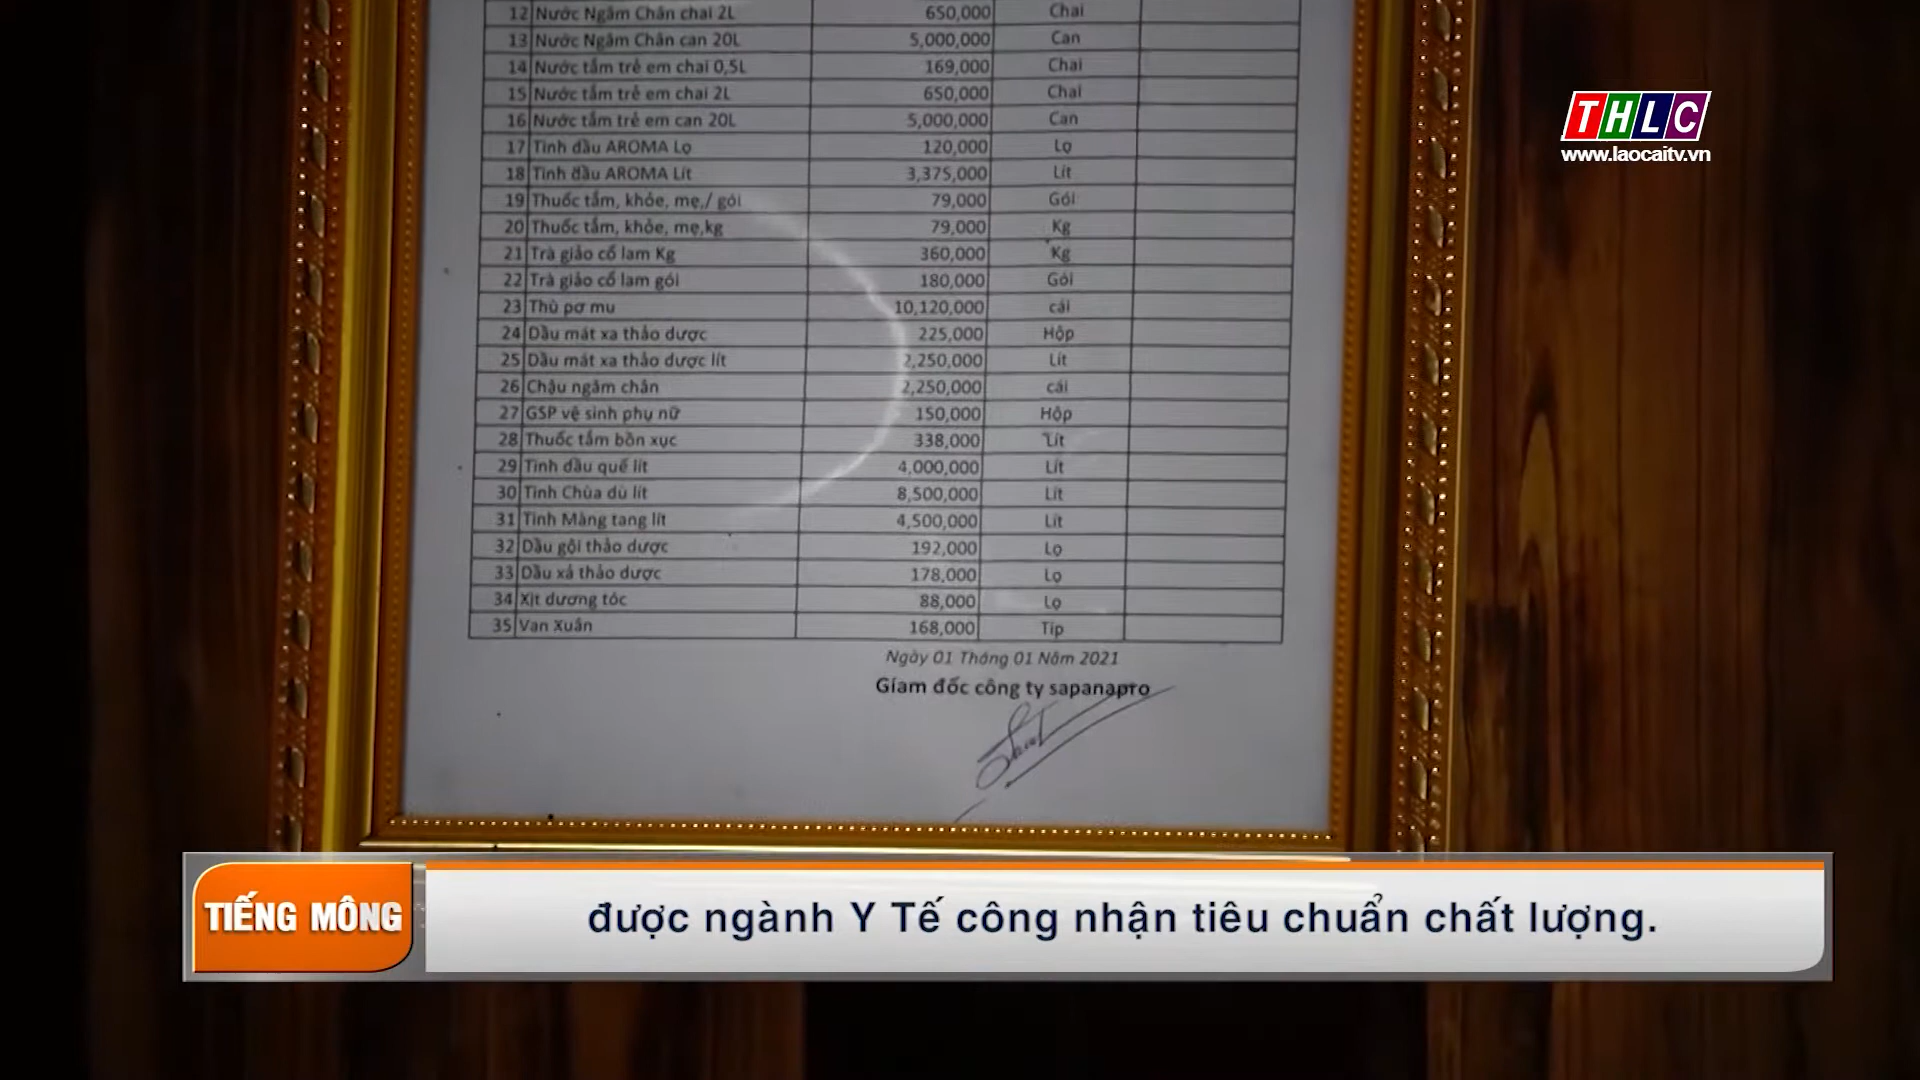 12 Nước Ngâm Chân chai 2L 650,000 Chai
13 Nước Ngâm Chân can 20L 5,000,000 Can
14 Nước tắm trẻ em chai 0,5L 169,000 Chai
15 Nước tắm trẻ em chai 2L 650,000 Chai
16 Nước tắm trẻ em can 20L 5,000,000 Can
17 Tinh dầu AROMA Lọ 120,000 Lọ
18 Tinh dầu AROMA Lít 3,375,000 Lít
19 Thuốc tắm, khỏe, mẹ,/ gói 79,000 Gói
20 Thuốc tắm, khỏe, mẹ,kg 79,000 Kg
21 Trà giảo cổ lam Kg 360,000 Kg
22 Trà giảo cổ lam gói 180,000 Gói
23 Thù pơ mu 10,120,000 cái
24 Dầu mát xa thảo dược 225,000 Hộp
25 Dầu mát xa thảo dược lít 2,250,000 Lít
26 Chậu ngâm chân 2,250,000 cái
27 GSP vệ sinh phụ nữ 150,000 Hộp
28 Thuốc tắm bồn xục 338,000 Lít
29 Tinh dầu quế lít 4,000,000 Lít
30 Tinh Chùa dù lít 8,500,000 Lít
31 Tinh Màng tang lít 4,500,000 Lít
32 Dầu gội thảo dược 192,000 Lọ
33 Dầu xả thảo dược 178,000 Lọ
34 Xịt dương tóc 88,000 Lọ
35 Vạn Xuân 168,000 Tip
Ngày 01 Tháng 01 Năm 2021
Giam đốc công ty sapanapro
THLC
www.laocaitv.vn
TIẾNG MÔNG
được ngành Y Tế công nhận tiêu chuẩn chất lượng.